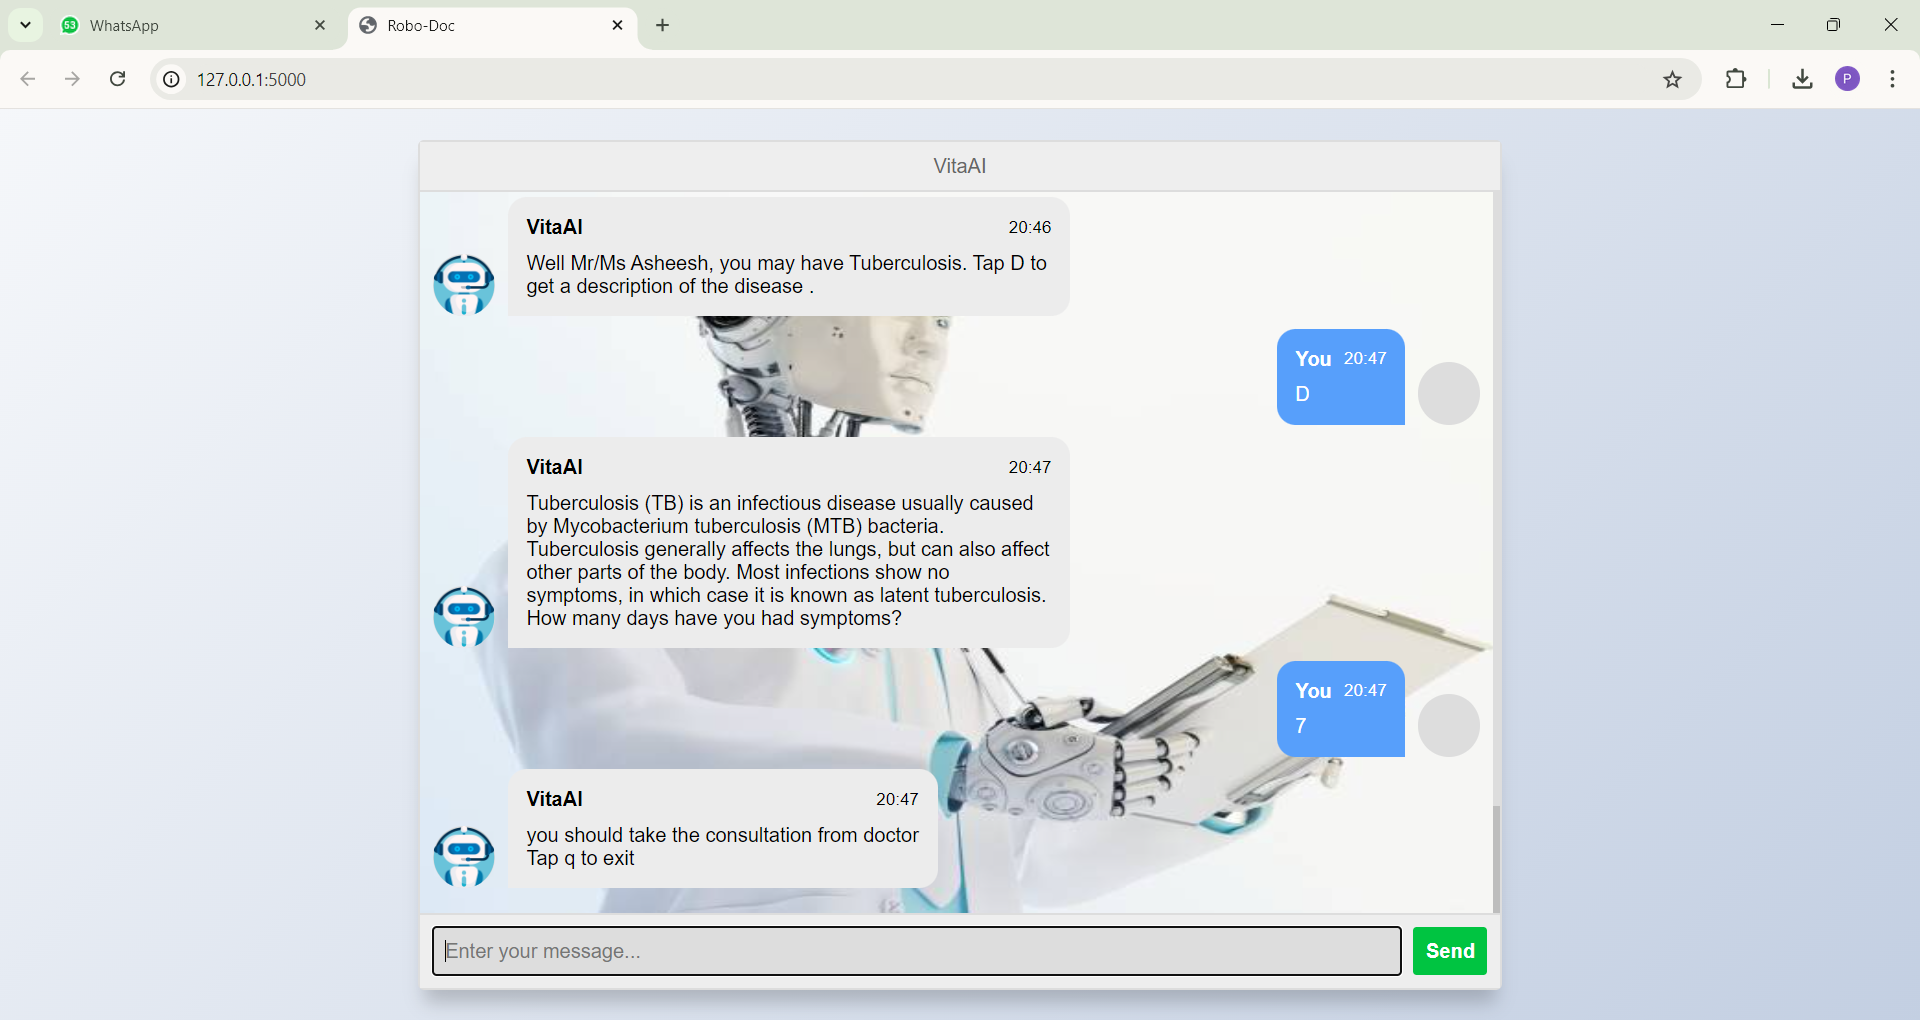 53 WhatsApp
Robo-Doc
127.0.0.1:5000
P
VitaAI
VitaAI 20:46
Well Mr/Ms Asheesh, you may have Tuberculosis. Tap D to
get a description of the disease .
You 20:47
D
VitaAI 20:47
Tuberculosis (TB) is an infectious disease usually caused
by Mycobacterium tuberculosis (MTB) bacteria.
Tuberculosis generally affects the lungs, but can also affect
other parts of the body. Most infections show no
symptoms, in which case it is known as latent tuberculosis.
How many days have you had symptoms?
You 20:47
7
VitaAI 20:47
you should take the consultation from doctor
Tap q to exit
Enter your message...
Send